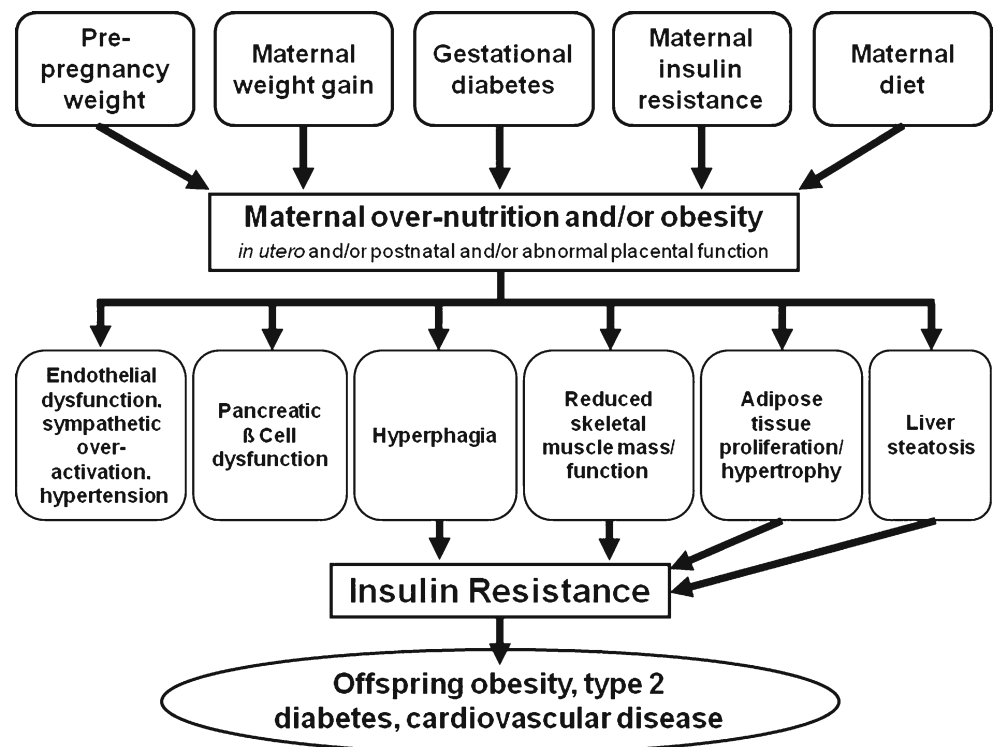 Pre-
pregnancy
weight
Maternal
weight gain
Gestational
diabetes
Maternal
insulin
resistance
Maternal
diet
Maternal over-nutrition and/or obesity
in utero and/or postnatal and/or abnormal placental function
Endothelial
dysfunction,
sympathetic
over-
activation,
hypertension
Pancreatic
ß Cell
dysfunction
Hyperphagia
Reduced
skeletal
muscle mass/
function
Adipose
tissue
proliferation/
hypertrophy
Liver
steatosis
Insulin Resistance
Offspring obesity, type 2
diabetes, cardiovascular disease